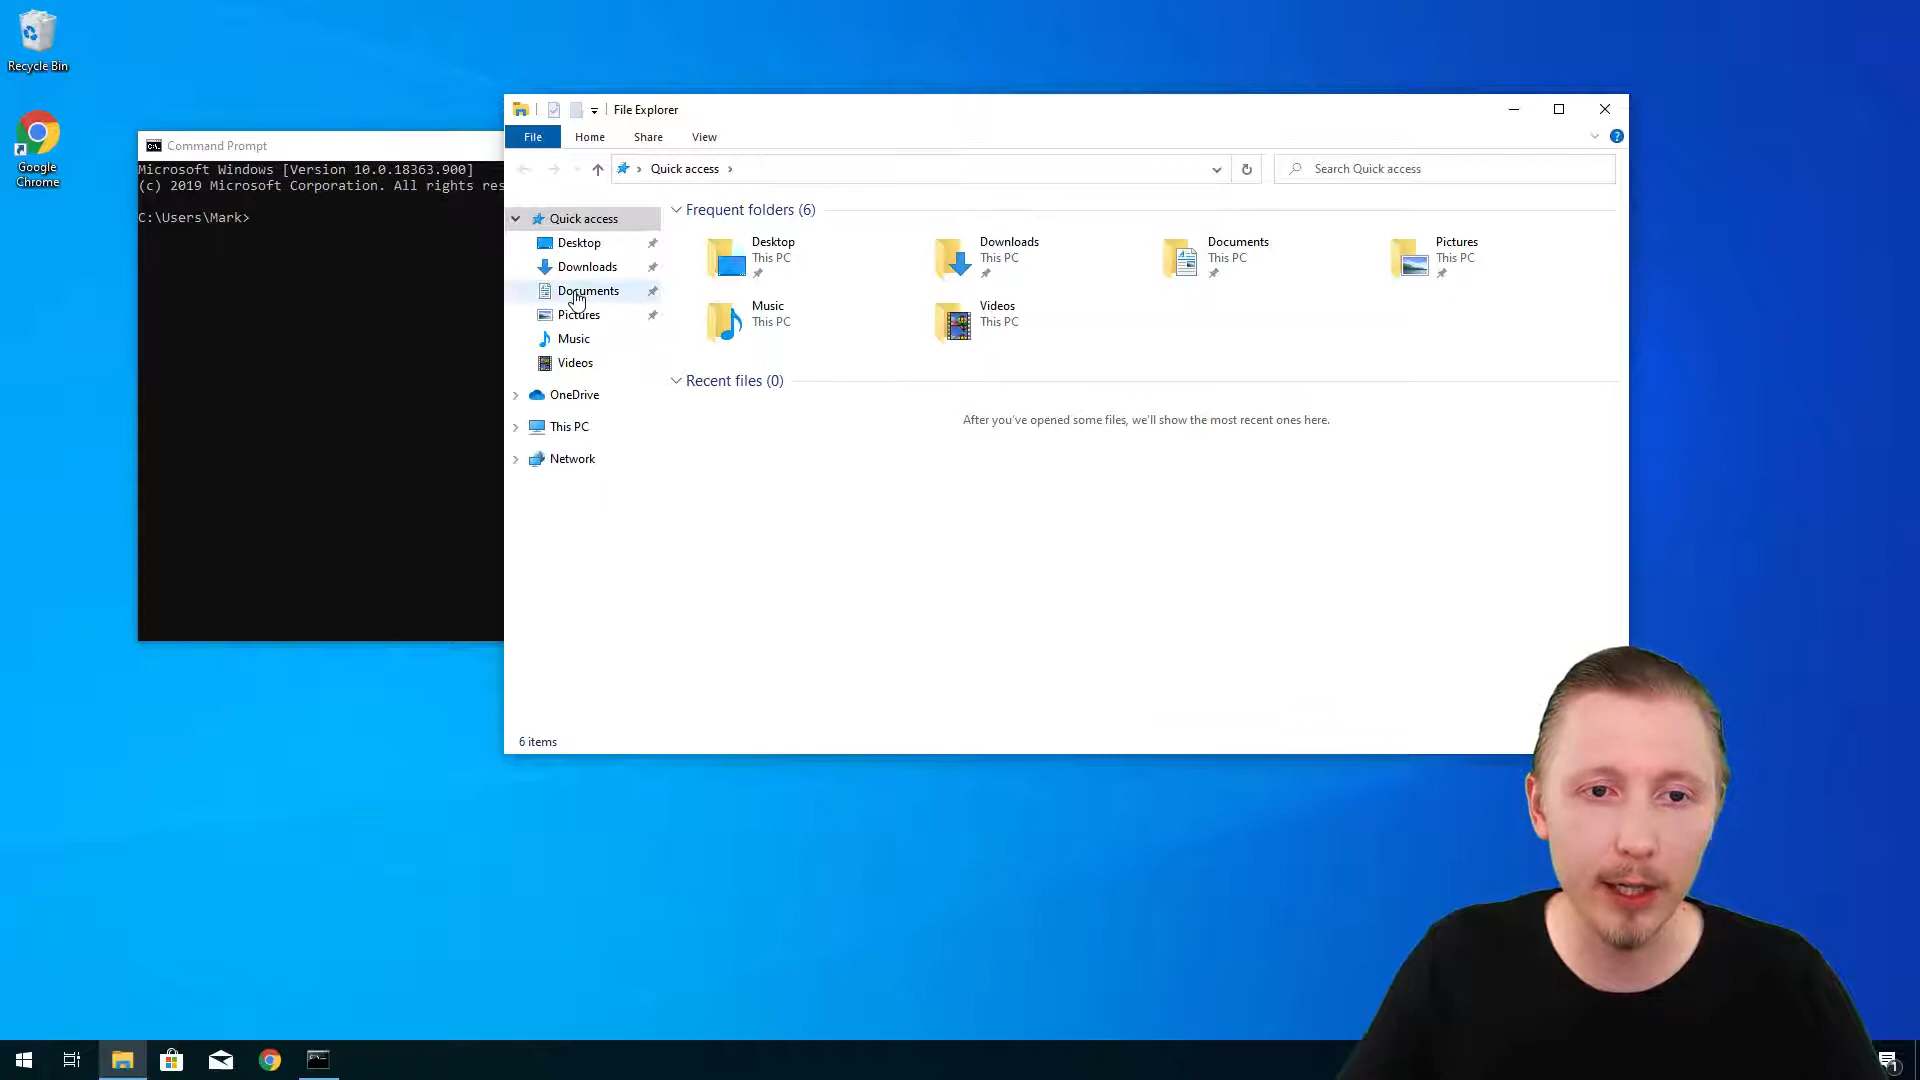 Recycle Bin
Google
Chrome
Command Prompt
Microsoft Windows [Version 10.0.18363.900]
(c) 2019 Microsoft Corporation. All rights res
C:\Users\Mark>
File Explorer
File Home Share View
Quick access
Search Quick access
Quick access
Desktop
Downloads
Documents
Pictures
Music
Videos
OneDrive
This PC
Network
Frequent folders (6)
Desktop
This PC
Downloads
This PC
Documents
This PC
Pictures
This PC
Music
This PC
Videos
This PC
Recent files (0)
After you've opened some files, we'll show the most recent ones here.
6 items
1